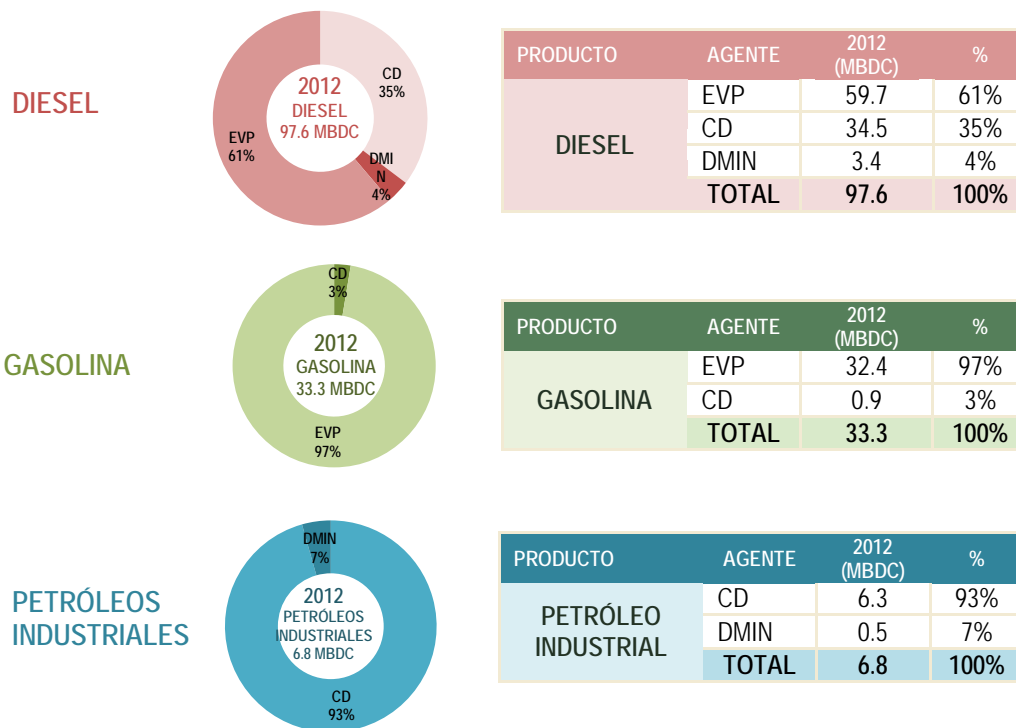 DIESEL
CD
35%
2012
DIESEL
97.6 MBDC
EVP
61%
DMI
N
4%
PRODUCTO AGENTE 2012 (MBDC) %
DIESEL
EVP 59.7 61%
CD 34.5 35%
DMIN 3.4 4%
TOTAL 97.6 100%
GASOLINA
CD
3%
2012
GASOLINA
33.3 MBDC
EVP
97%
PRODUCTO AGENTE 2012 (MBDC) %
GASOLINA
EVP 32.4 97%
CD 0.9 3%
TOTAL 33.3 100%
PETRÓLEOS
INDUSTRIALES
DMIN
7%
2012
PETRÓLEOS
INDUSTRIALES
6.8 MBDC
CD
93%
PRODUCTO AGENTE 2012 (MBDC) %
PETRÓLEO
INDUSTRIAL
CD 6.3 93%
DMIN 0.5 7%
TOTAL 6.8 100%